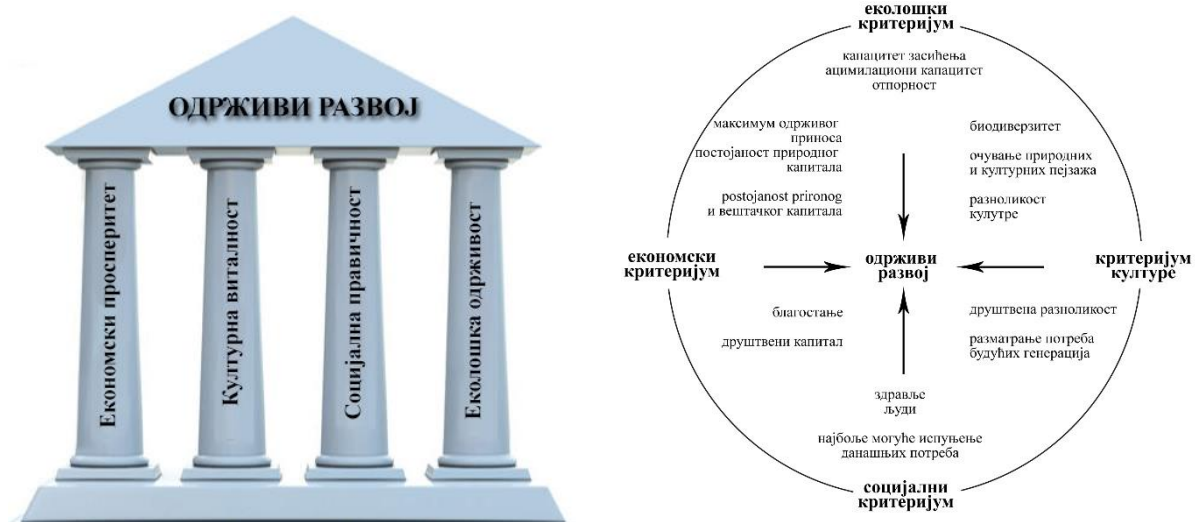 ОДРЖИВИ РАЗВОЈ
Економски просперитет
Културна виталност
Социјална правичност
Еколошка одрживост
еколошки
критеријум
капацитет засићења
ацимилациони капацитет
отпорност
максимум одрживог
приноса
постојаност природног
капитала
postojanost prironog
и вештачког капитала
биодиверзитет
очување природних
и културних пејзажа
разноликост
кулутре
економски
критеријум
одрживи
развој
критеријум
културе
благостање
друштвени капитал
друштвена разноликост
разматрање потреба
будућих генерација
здравље
људи
најбоље могуће испуњење
данашњих потреба
социјални
критеријум